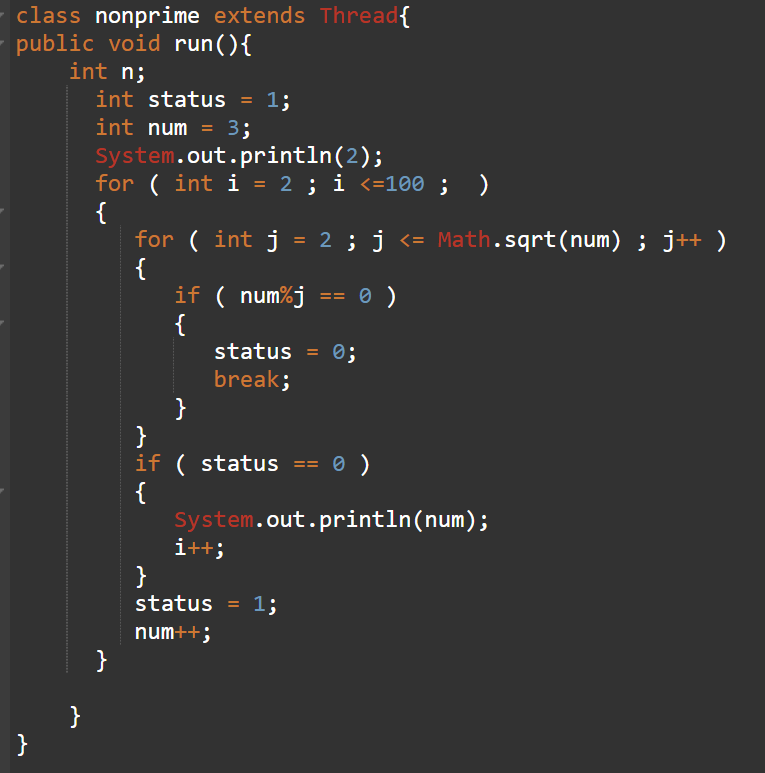 class nonprime extends Thread{
public void run(){
    int n;
      int status = 1;
      int num = 3;
      System.out.println(2);
      for ( int i = 2 ; i <=100 ;  )
      {
         for ( int j = 2 ; j <= Math.sqrt(num) ; j++ )
         {
            if ( num%j == 0 )
            {
               status = 0;
               break;
            }
         }
         if ( status == 0 )
         {
            System.out.println(num);
            i++;
         }
         status = 1;
         num++;
      }

    }
}